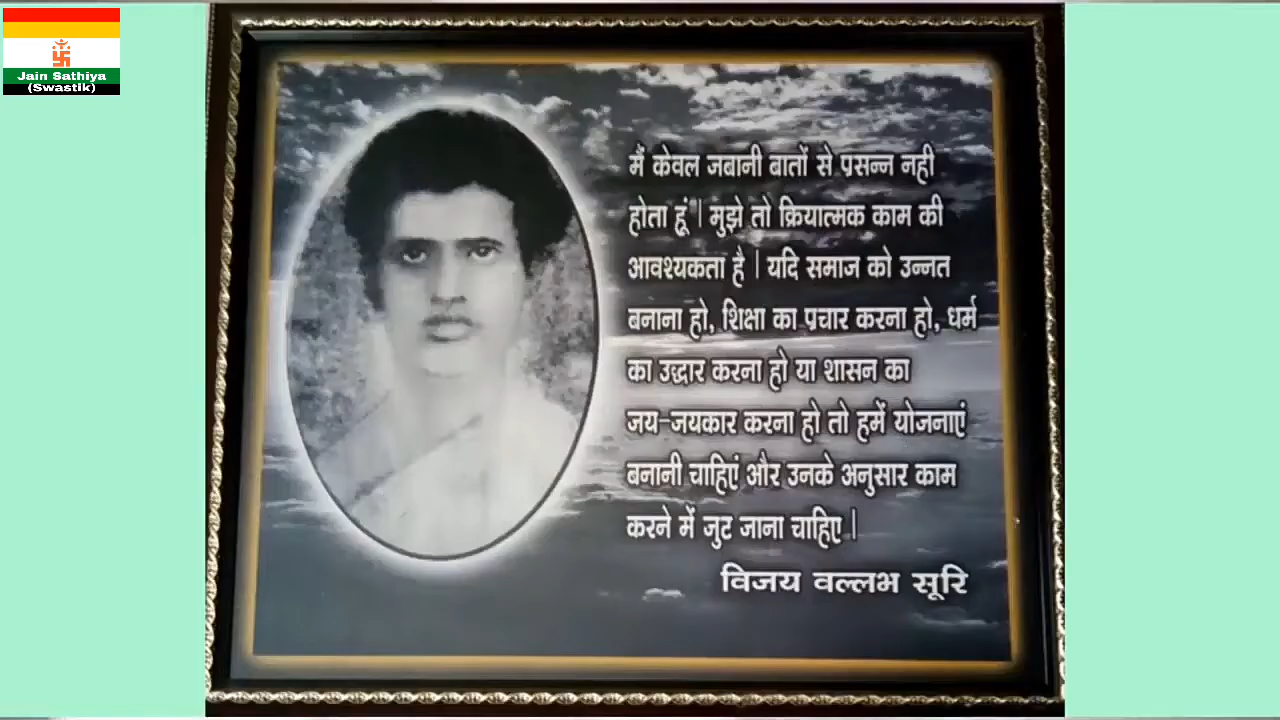 Jain Sathiya
(Swastik)
मैं केवल जबानी बातों से प्रसन्न नही
होता हूं | मुझे तो क्रियात्मक काम की
आवश्यकता है | यदि समाज को उन्नत
बनाना हो, शिक्षा का प्रचार करना हो, धर्म
का उद्धार करना हो या शासन का
जय-जयकार करना हो तो हमें योजनाएं
बनानी चाहिएं और उनके अनुसार काम
करने में जुट जाना चाहिए |
विजय वल्लभ सूरि